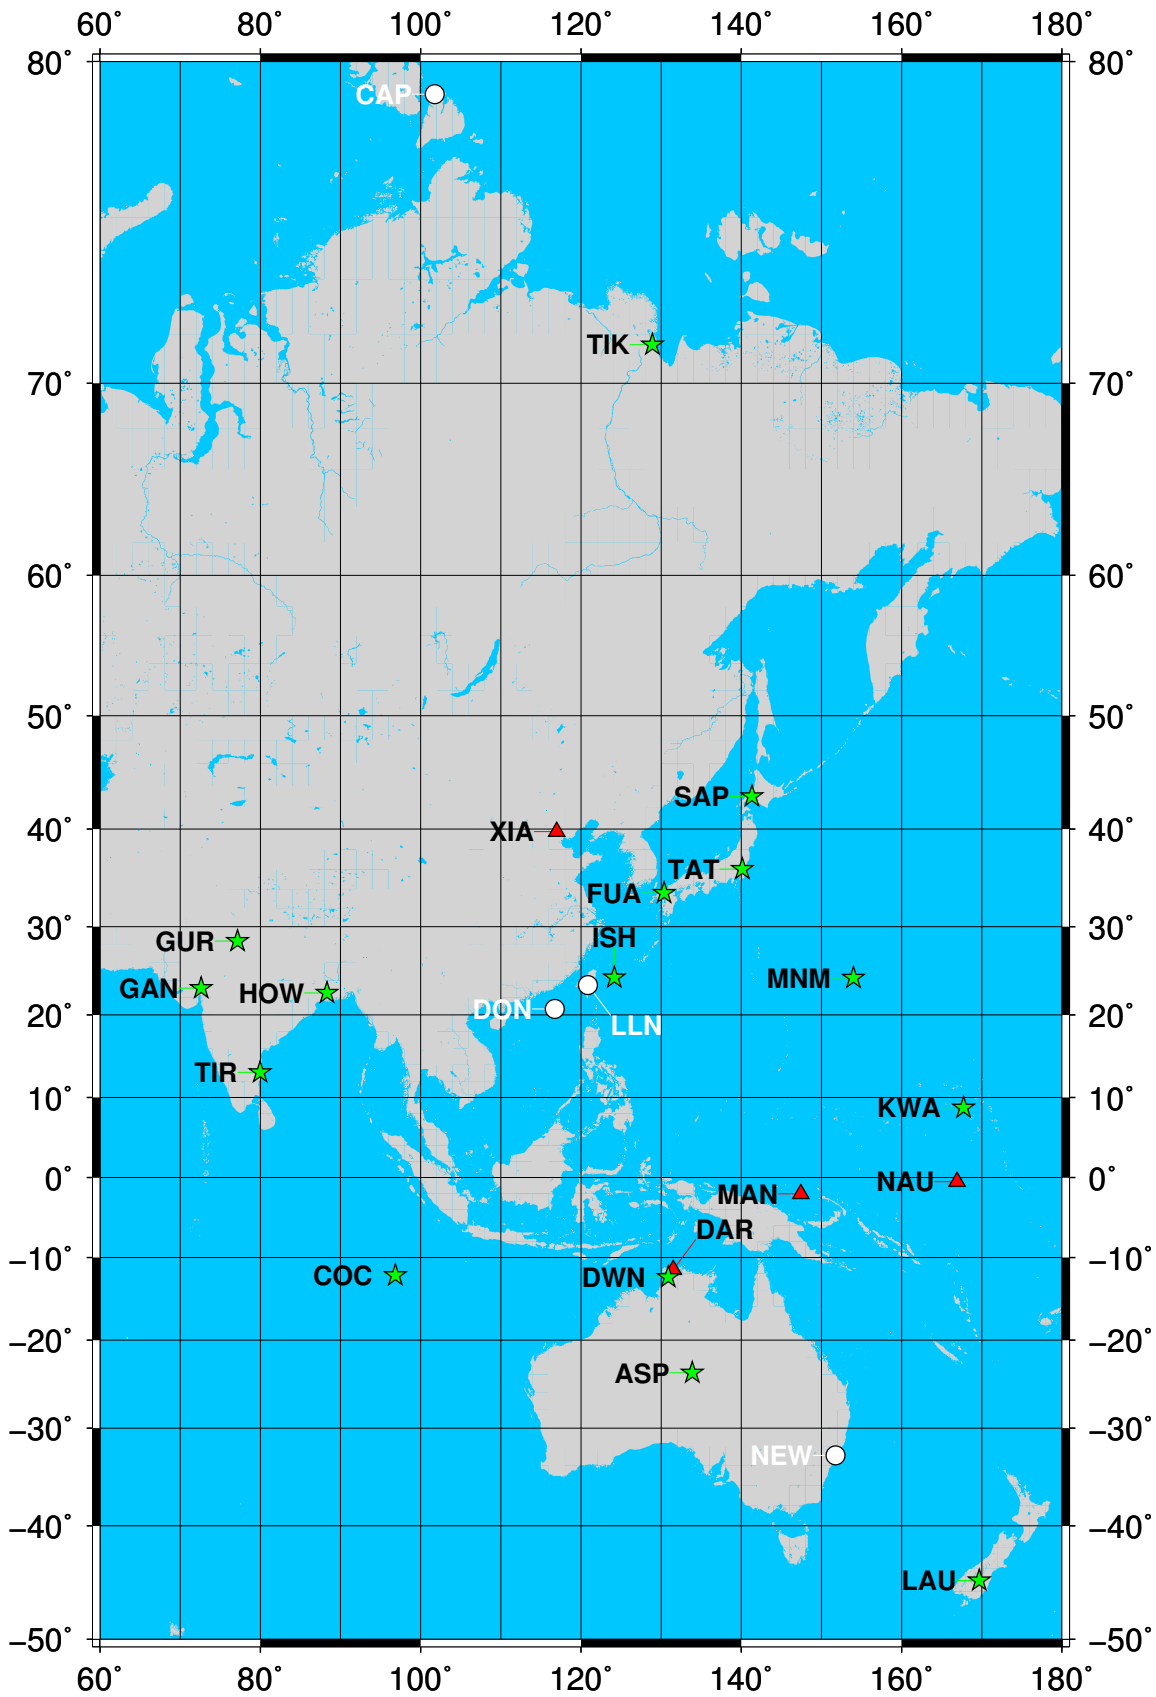 60° 80° 100° 120° 140° 160° 180°
80° 80°
CAP
TIK
70° 70°
60° 60°
50° 50°
SAP
40° XIA 40°
TAT
FUA
30° 30°
ISH
GUR
GAN HOW MNM
DON
20° 20°
LLN
TIR
10° 10°
KWA
0° NAU 0°
MAN
DAR
−10° −10°
COC DWN
−20° −20°
ASP
−30° −30°
NEW
−40° −40°
LAU
−50° −50°
60° 80° 100° 120° 140° 160° 180°